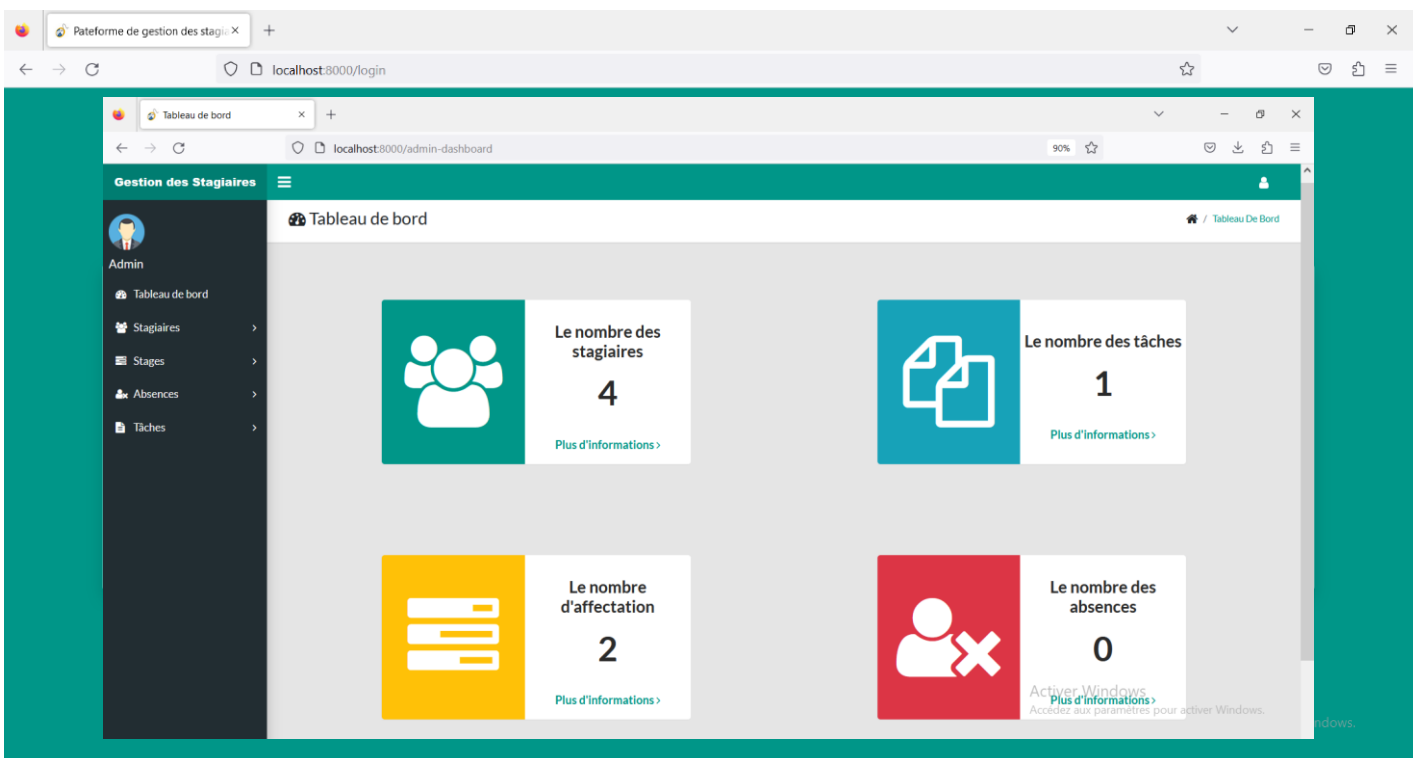 Pateforme de gestion des stagia
localhost:8000/login
Tableau de bord
localhost:8000/admin-dashboard
90%
Gestion des Stagiaires
Tableau de bord
/ Tableau De Bord
Admin
Tableau de bord
Stagiaires
Stages
Absences
Tâches
Le nombre des
stagiaires
4
Plus d'informations
Le nombre des tâches
1
Plus d'informations
Le nombre
d'affectation
2
Plus d'informations
Le nombre des
absences
0
Plus d'informations
Activer Windows
Accédez aux paramètres pour activer Windows.
ndows.